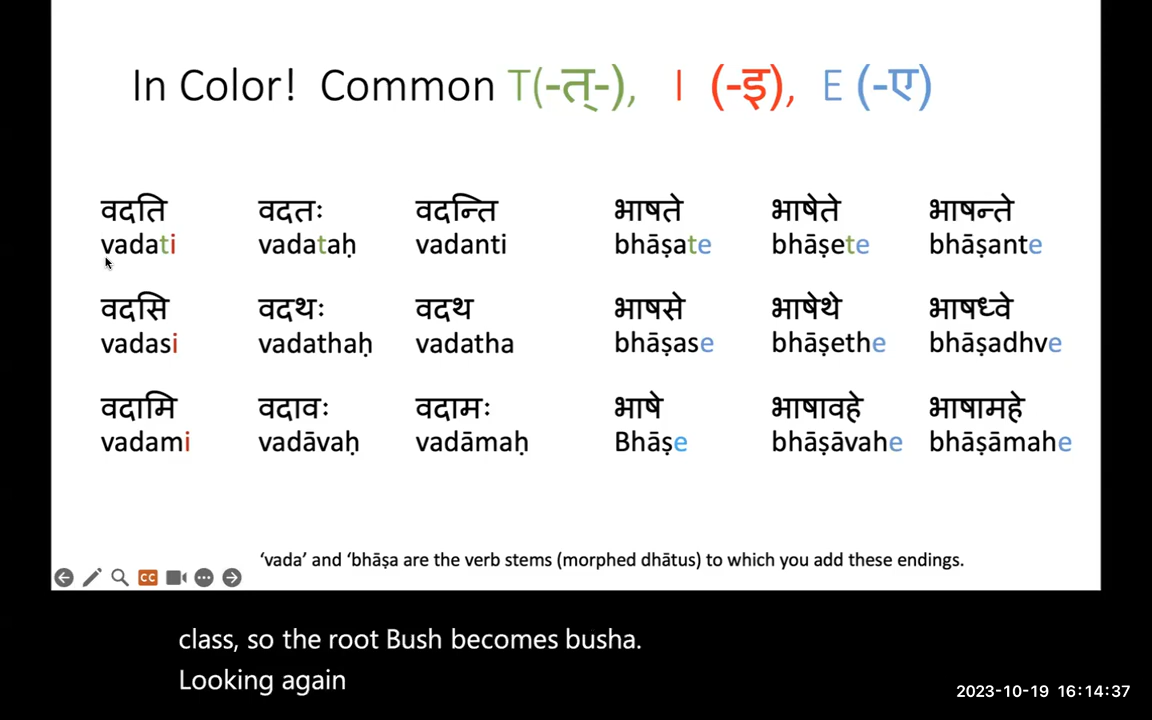 In Color! Common T(-त्-), I (-इ), E (-ए)
वदति वदतः वदन्ति भाषते भाषेते भाषन्ते
vadati vadataḥ vadanti bhāṣate bhāṣete bhāṣante
वदसि वदथः वदथ भाषसे भाषेथे भाषध्वे
vadasi vadathaḥ vadatha bhāṣase bhāṣethe bhāṣadhve
वदामि वदावः वदामः भाषे भाषावहे भाषामहे
vadami vadāvaḥ vadāmaḥ Bhāṣe bhāṣāvahe bhāṣāmahe
‘vada’ and ‘bhāṣa are the verb stems (morphed dhātus) to which you add these endings.
CC
class, so the root Bush becomes busha.
Looking again
2023-10-19 16:14:37